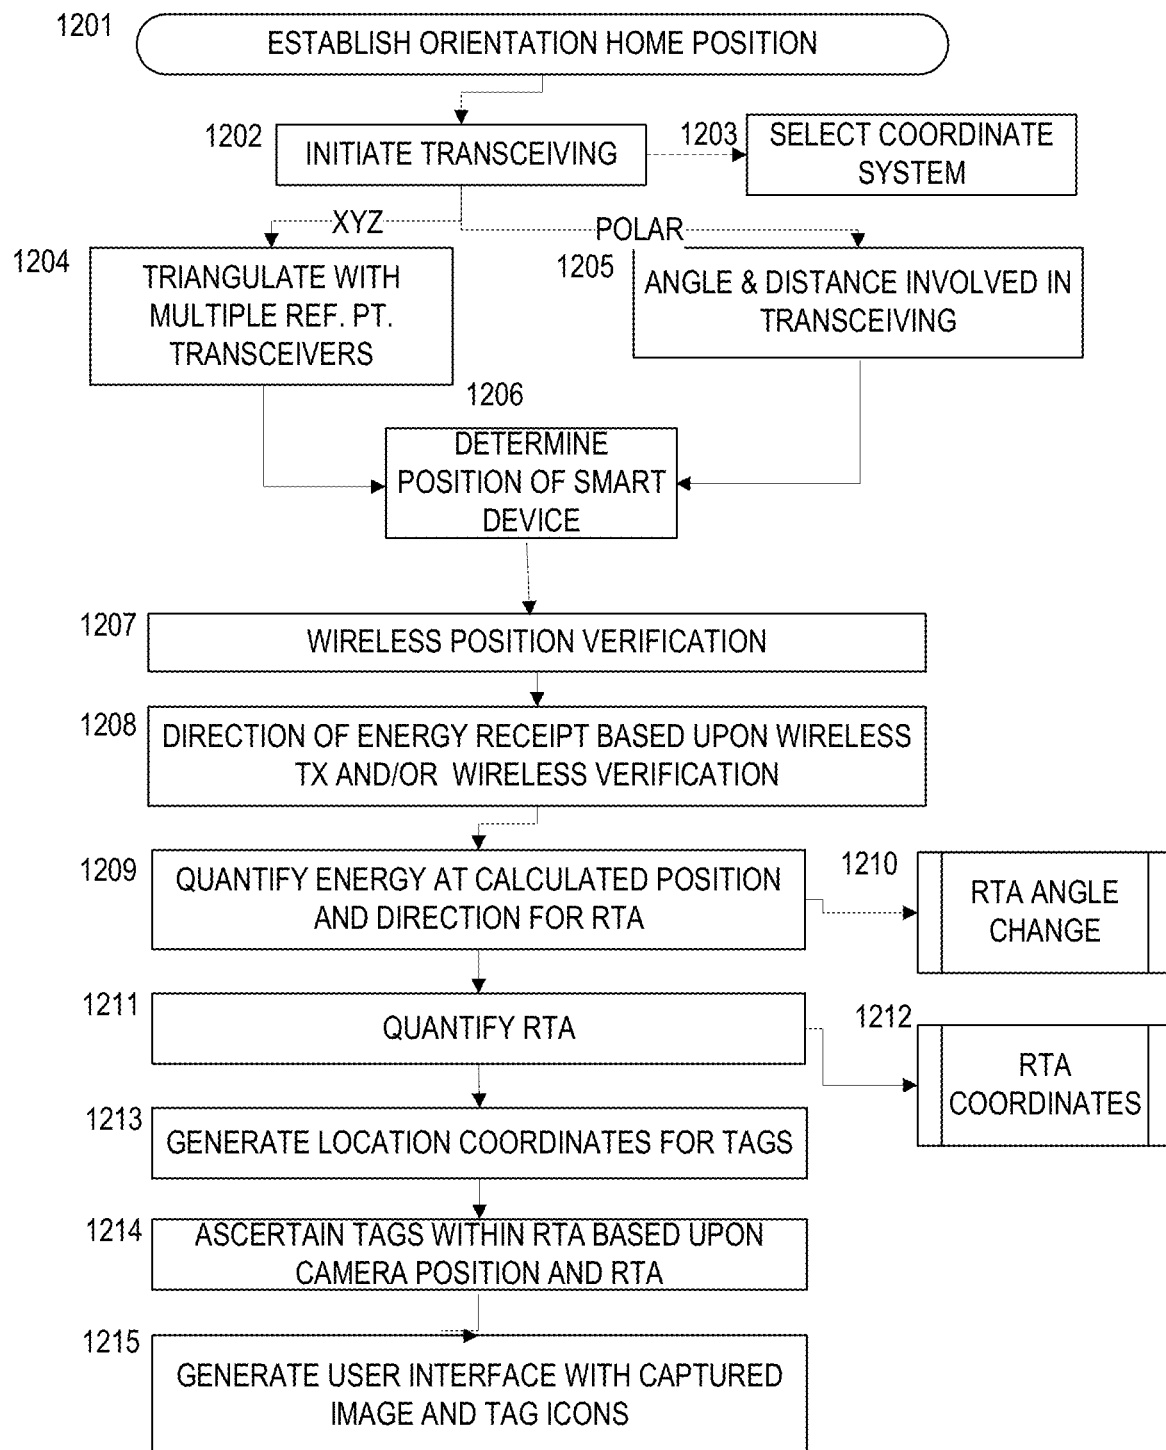 1201
ESTABLISH ORIENTATION HOME POSITION
1202
INITIATE TRANSCEIVING
1203
SELECT COORDINATE
SYSTEM
XYZ
POLAR
1204
TRIANGULATE WITH
MULTIPLE REF. PT.
TRANSCEIVERS
1205
ANGLE & DISTANCE INVOLVED IN
TRANSCEIVING
1206
DETERMINE
POSITION OF SMART
DEVICE
1207
WIRELESS POSITION VERIFICATION
1208
DIRECTION OF ENERGY RECEIPT BASED UPON WIRELESS
TX AND/OR WIRELESS VERIFICATION
1209
QUANTIFY ENERGY AT CALCULATED POSITION
AND DIRECTION FOR RTA
1210
RTA ANGLE
CHANGE
1211
QUANTIFY RTA
1212
RTA
COORDINATES
1213
GENERATE LOCATION COORDINATES FOR TAGS
1214
ASCERTAIN TAGS WITHIN RTA BASED UPON
CAMERA POSITION AND RTA
1215
GENERATE USER INTERFACE WITH CAPTURED
IMAGE AND TAG ICONS